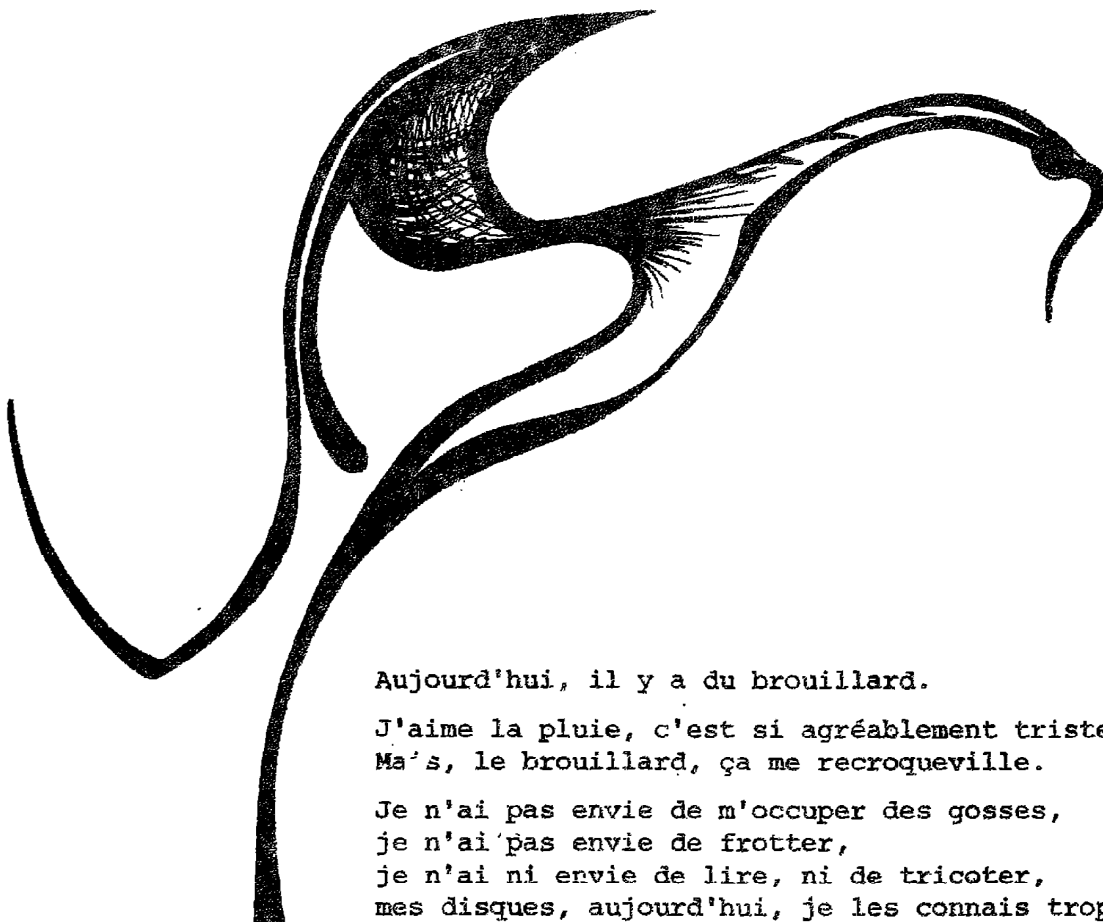 Aujourd'hui, il y a du brouillard.
J'aime la pluie, c'est si agréablement triste
Mais, le brouillard, ça me recroqueville.
Je n'ai pas envie de m'occuper des gosses,
je n'ai pas envie de frotter,
je n'ai ni envie de lire, ni de tricoter,
mes disques, aujourd'hui, je les connais trop